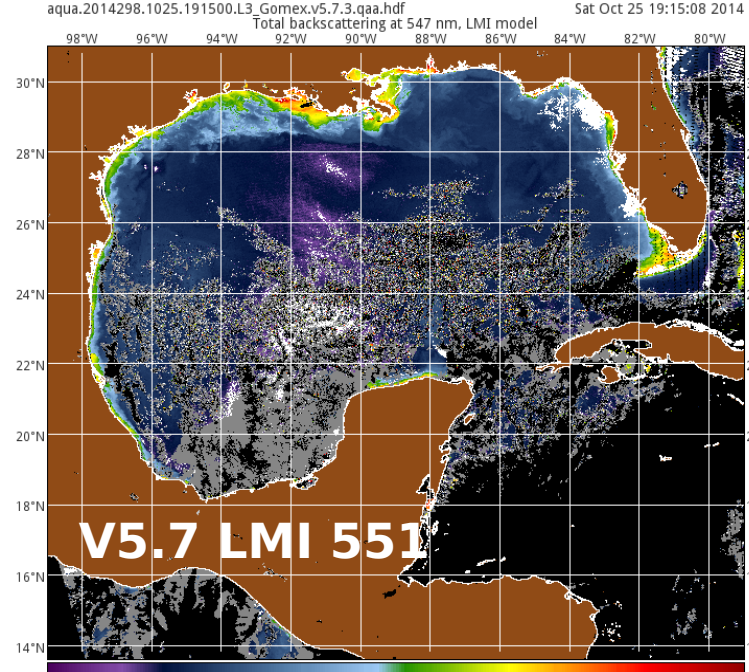 aqua.2014298.1025.191500.L3_Gomex.v5.7.3.qaa.hdf Sat Oct 25 19:15:08 2014
Total backscattering at 547 nm, LMI model
98°W 96°W 94°W 92°W 90°W 88°W 86°W 84°W 82°W 80°W
30°N
28°N
26°N
24°N
22°N
20°N
18°N
V5.7 LMI 551
16°N
14°N